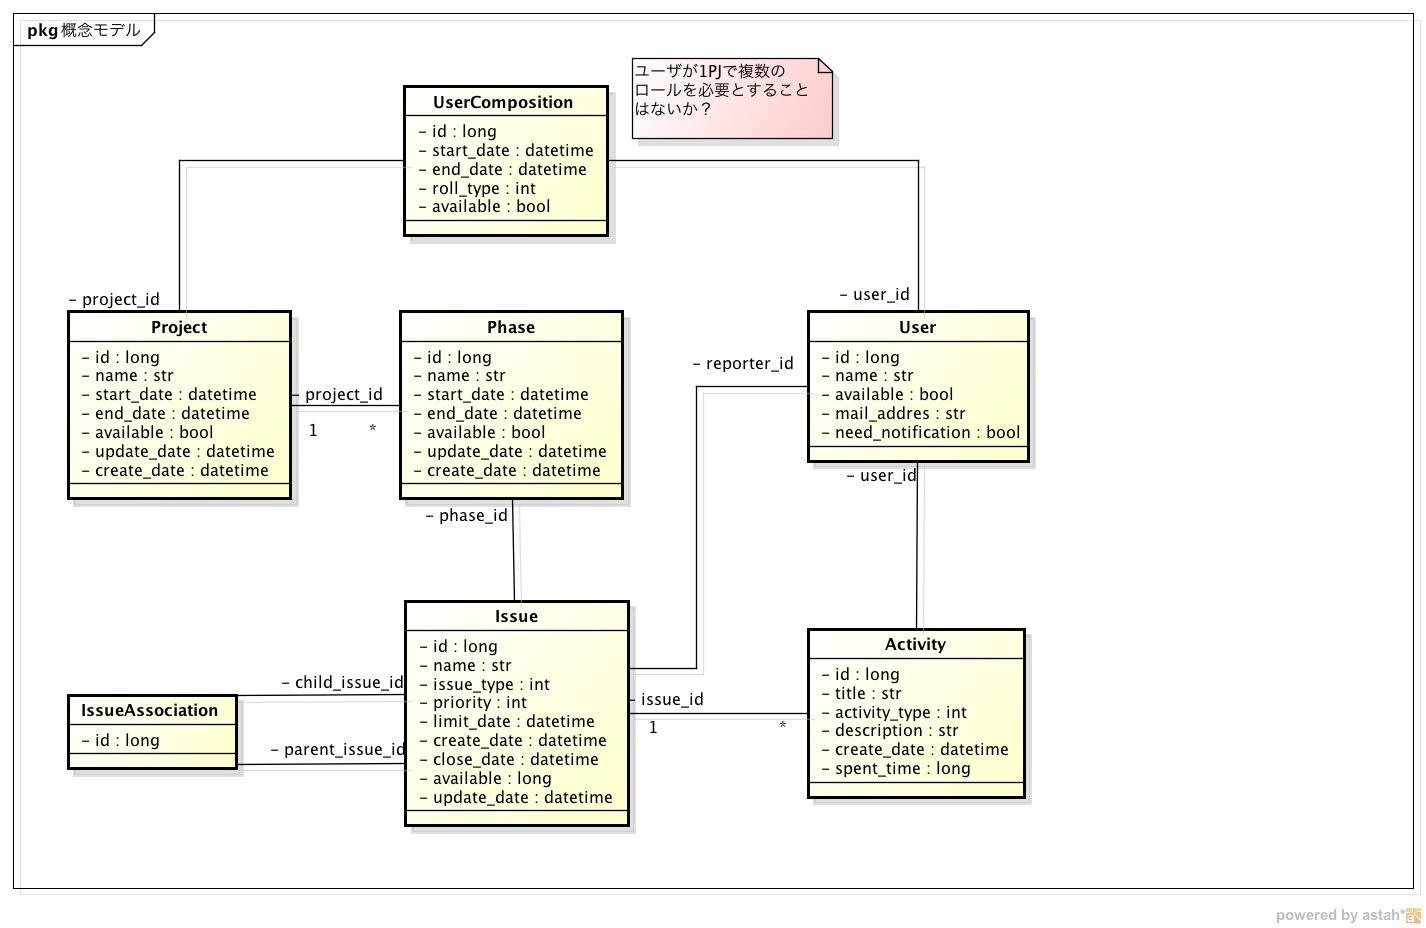 pkg 概念モデル
ユーザが1PJで複数の
ロールを必要とすること
はないか？
UserComposition
- id : long
- start_date : datetime
- end_date : datetime
- roll_type : int
- available : bool
- project_id
- user_id
Project
- id : long
- name : str
- start_date : datetime
- end_date : datetime
- available : bool
- update_date : datetime
- create_date : datetime
- project_id
1
*
Phase
- id : long
- name : str
- start_date : datetime
- end_date : datetime
- available : bool
- update_date : datetime
- create_date : datetime
- reporter_id
User
- id : long
- name : str
- available : bool
- mail_addres : str
- need_notification : bool
- user_id
- phase_id
Issue
- id : long
- name : str
- issue_type : int
- priority : int
- limit_date : datetime
- create_date : datetime
- close_date : datetime
- available : long
- update_date : datetime
- child_issue_id
- parent_issue_id
IssueAssociation
- id : long
- issue_id
1
*
Activity
- id : long
- title : str
- activity_type : int
- description : str
- create_date : datetime
- spent_time : long
powered by astah*